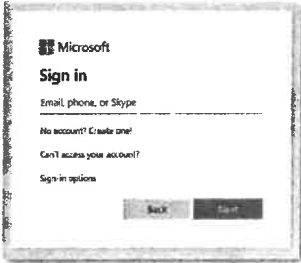 Microsoft
Sign in
Email, phone, or Skype
No account? Create one!
Can't access your account?
Sign-in options
Back
Next